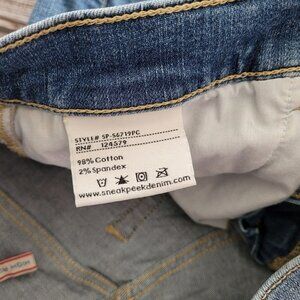 STYLE# SP-S6719PC
RN# 124579
98% Cotton
2% Spandex
www.sneakpeekdenim.com